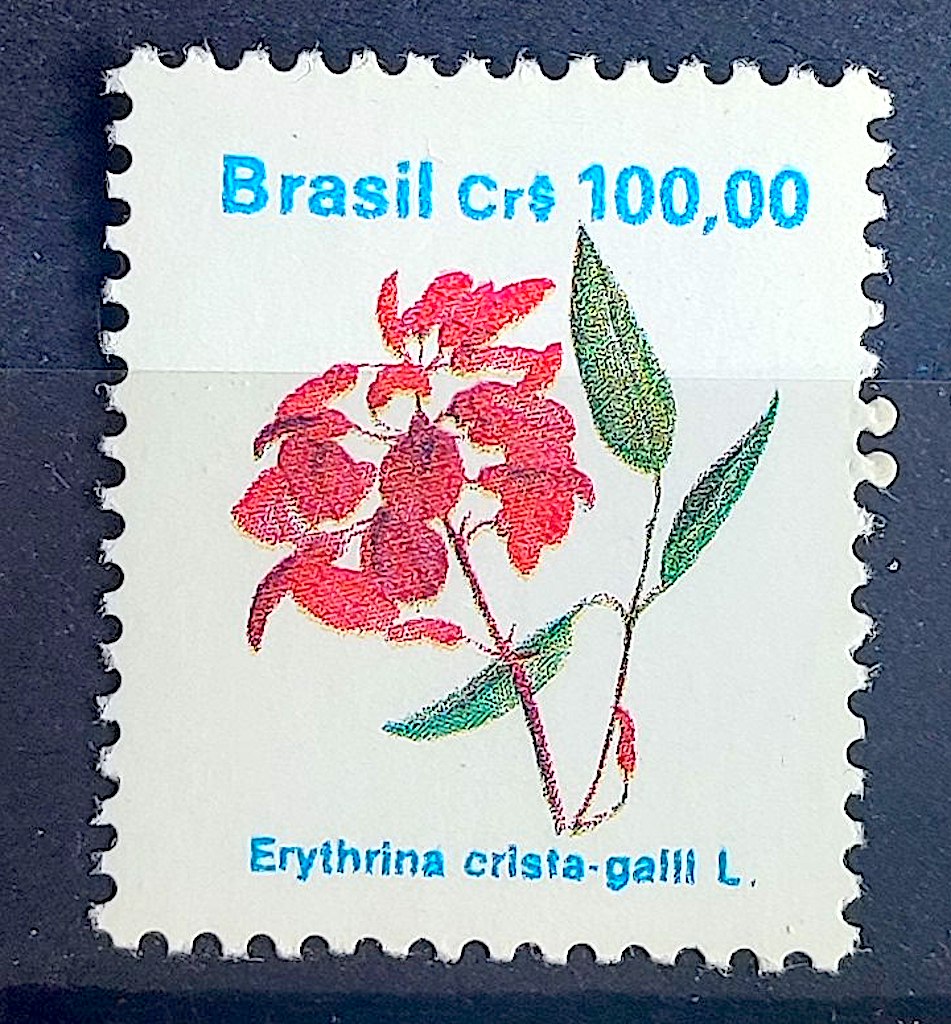 Brasil Cr$ 100,00
Erythrina crista-galli L.